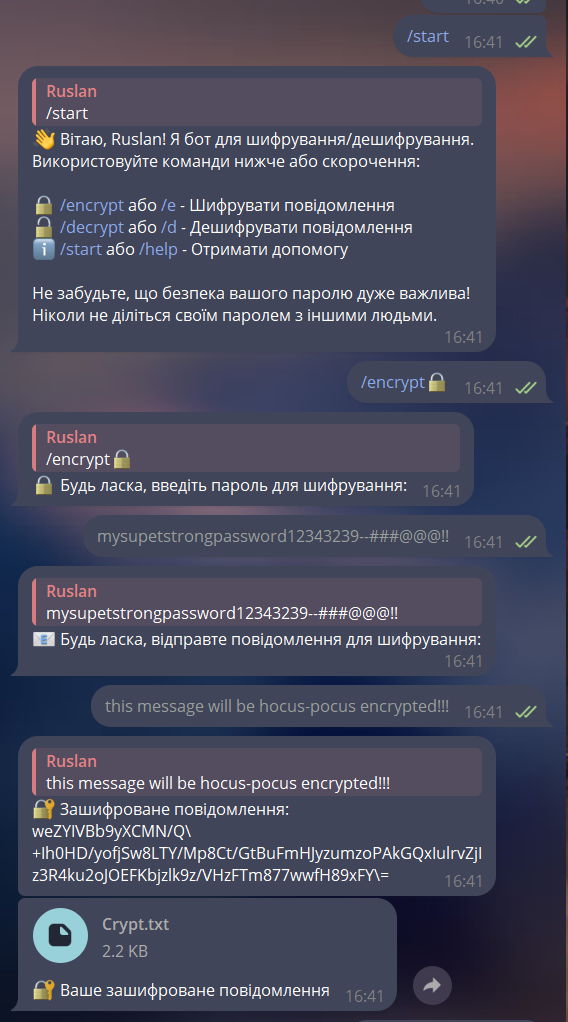 16:40
/start 16:41
Ruslan
/start
👋 Вітаю, Ruslan! Я бот для шифрування/дешифрування.
Використовуйте команди нижче або скорочення:
🔒 /encrypt або /e - Шифрувати повідомлення
🔓 /decrypt або /d - Дешифрувати повідомлення
ℹ️ /start або /help - Отримати допомогу
Не забудьте, що безпека вашого паролю дуже важлива!
Ніколи не діліться своїм паролем з іншими людьми.
16:41
/encrypt🔒 16:41
Ruslan
/encrypt🔒
🔒 Будь ласка, введіть пароль для шифрування: 16:41
mysupetstrongpassword12343239--###@@@!! 16:41
Ruslan
mysupetstrongpassword12343239--###@@@!!
📧 Будь ласка, відправте повідомлення для шифрування:
16:41
this message will be hocus-pocus encrypted!!! 16:41
Ruslan
this message will be hocus-pocus encrypted!!!
🔐 Зашифроване повідомлення:
weZYIVBb9yXCMN/Q\
+Ih0HD/yofjSw8LTY/Mp8Ct/GtBuFmHJyzumzoPAkGQxIulrvZjI
z3R4ku2oJOEFKbjzlk9z/VHzFTm877wwfH89xFY\= 16:41
Crypt.txt
2.2 KB
🔐 Ваше зашифроване повідомлення 16:41